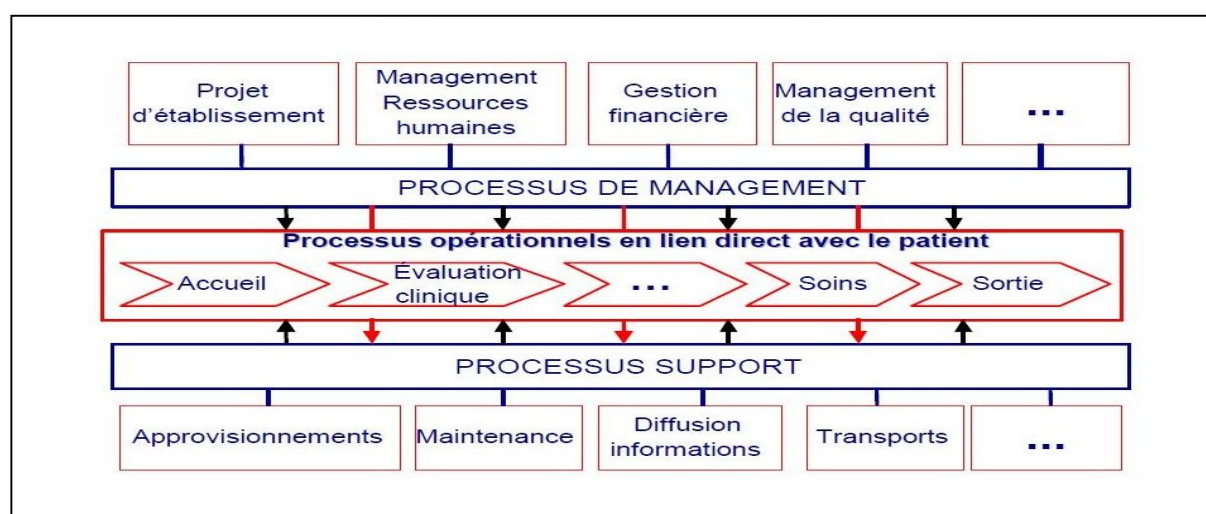 Projet
d'établissement
Management
Ressources
humaines
Gestion
financière
Management
de la qualité
...
PROCESSUS DE MANAGEMENT
Processus opérationnels en lien direct avec le patient
Accueil
Évaluation
clinique
...
Soins
Sortie
PROCESSUS SUPPORT
Approvisionnements
Maintenance
Diffusion
informations
Transports
...